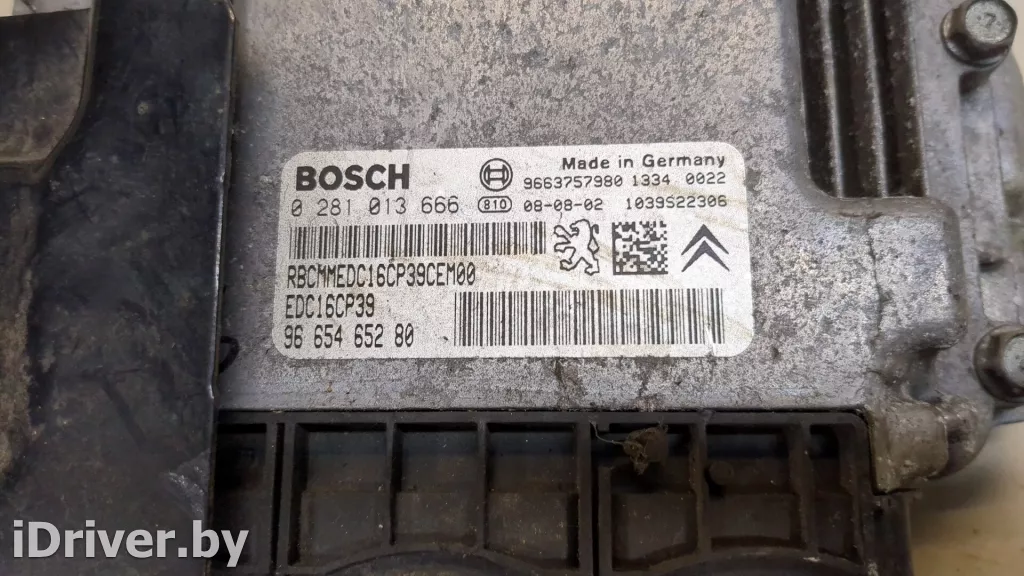 BOSCH
Made in Germany
9663757980 1334 0022
0 281 013 666 810 08-08-02 1039S22306
RBCMMEDC16CP39CEM00
EDC16CP39
96 654 652 80
iDriver.by